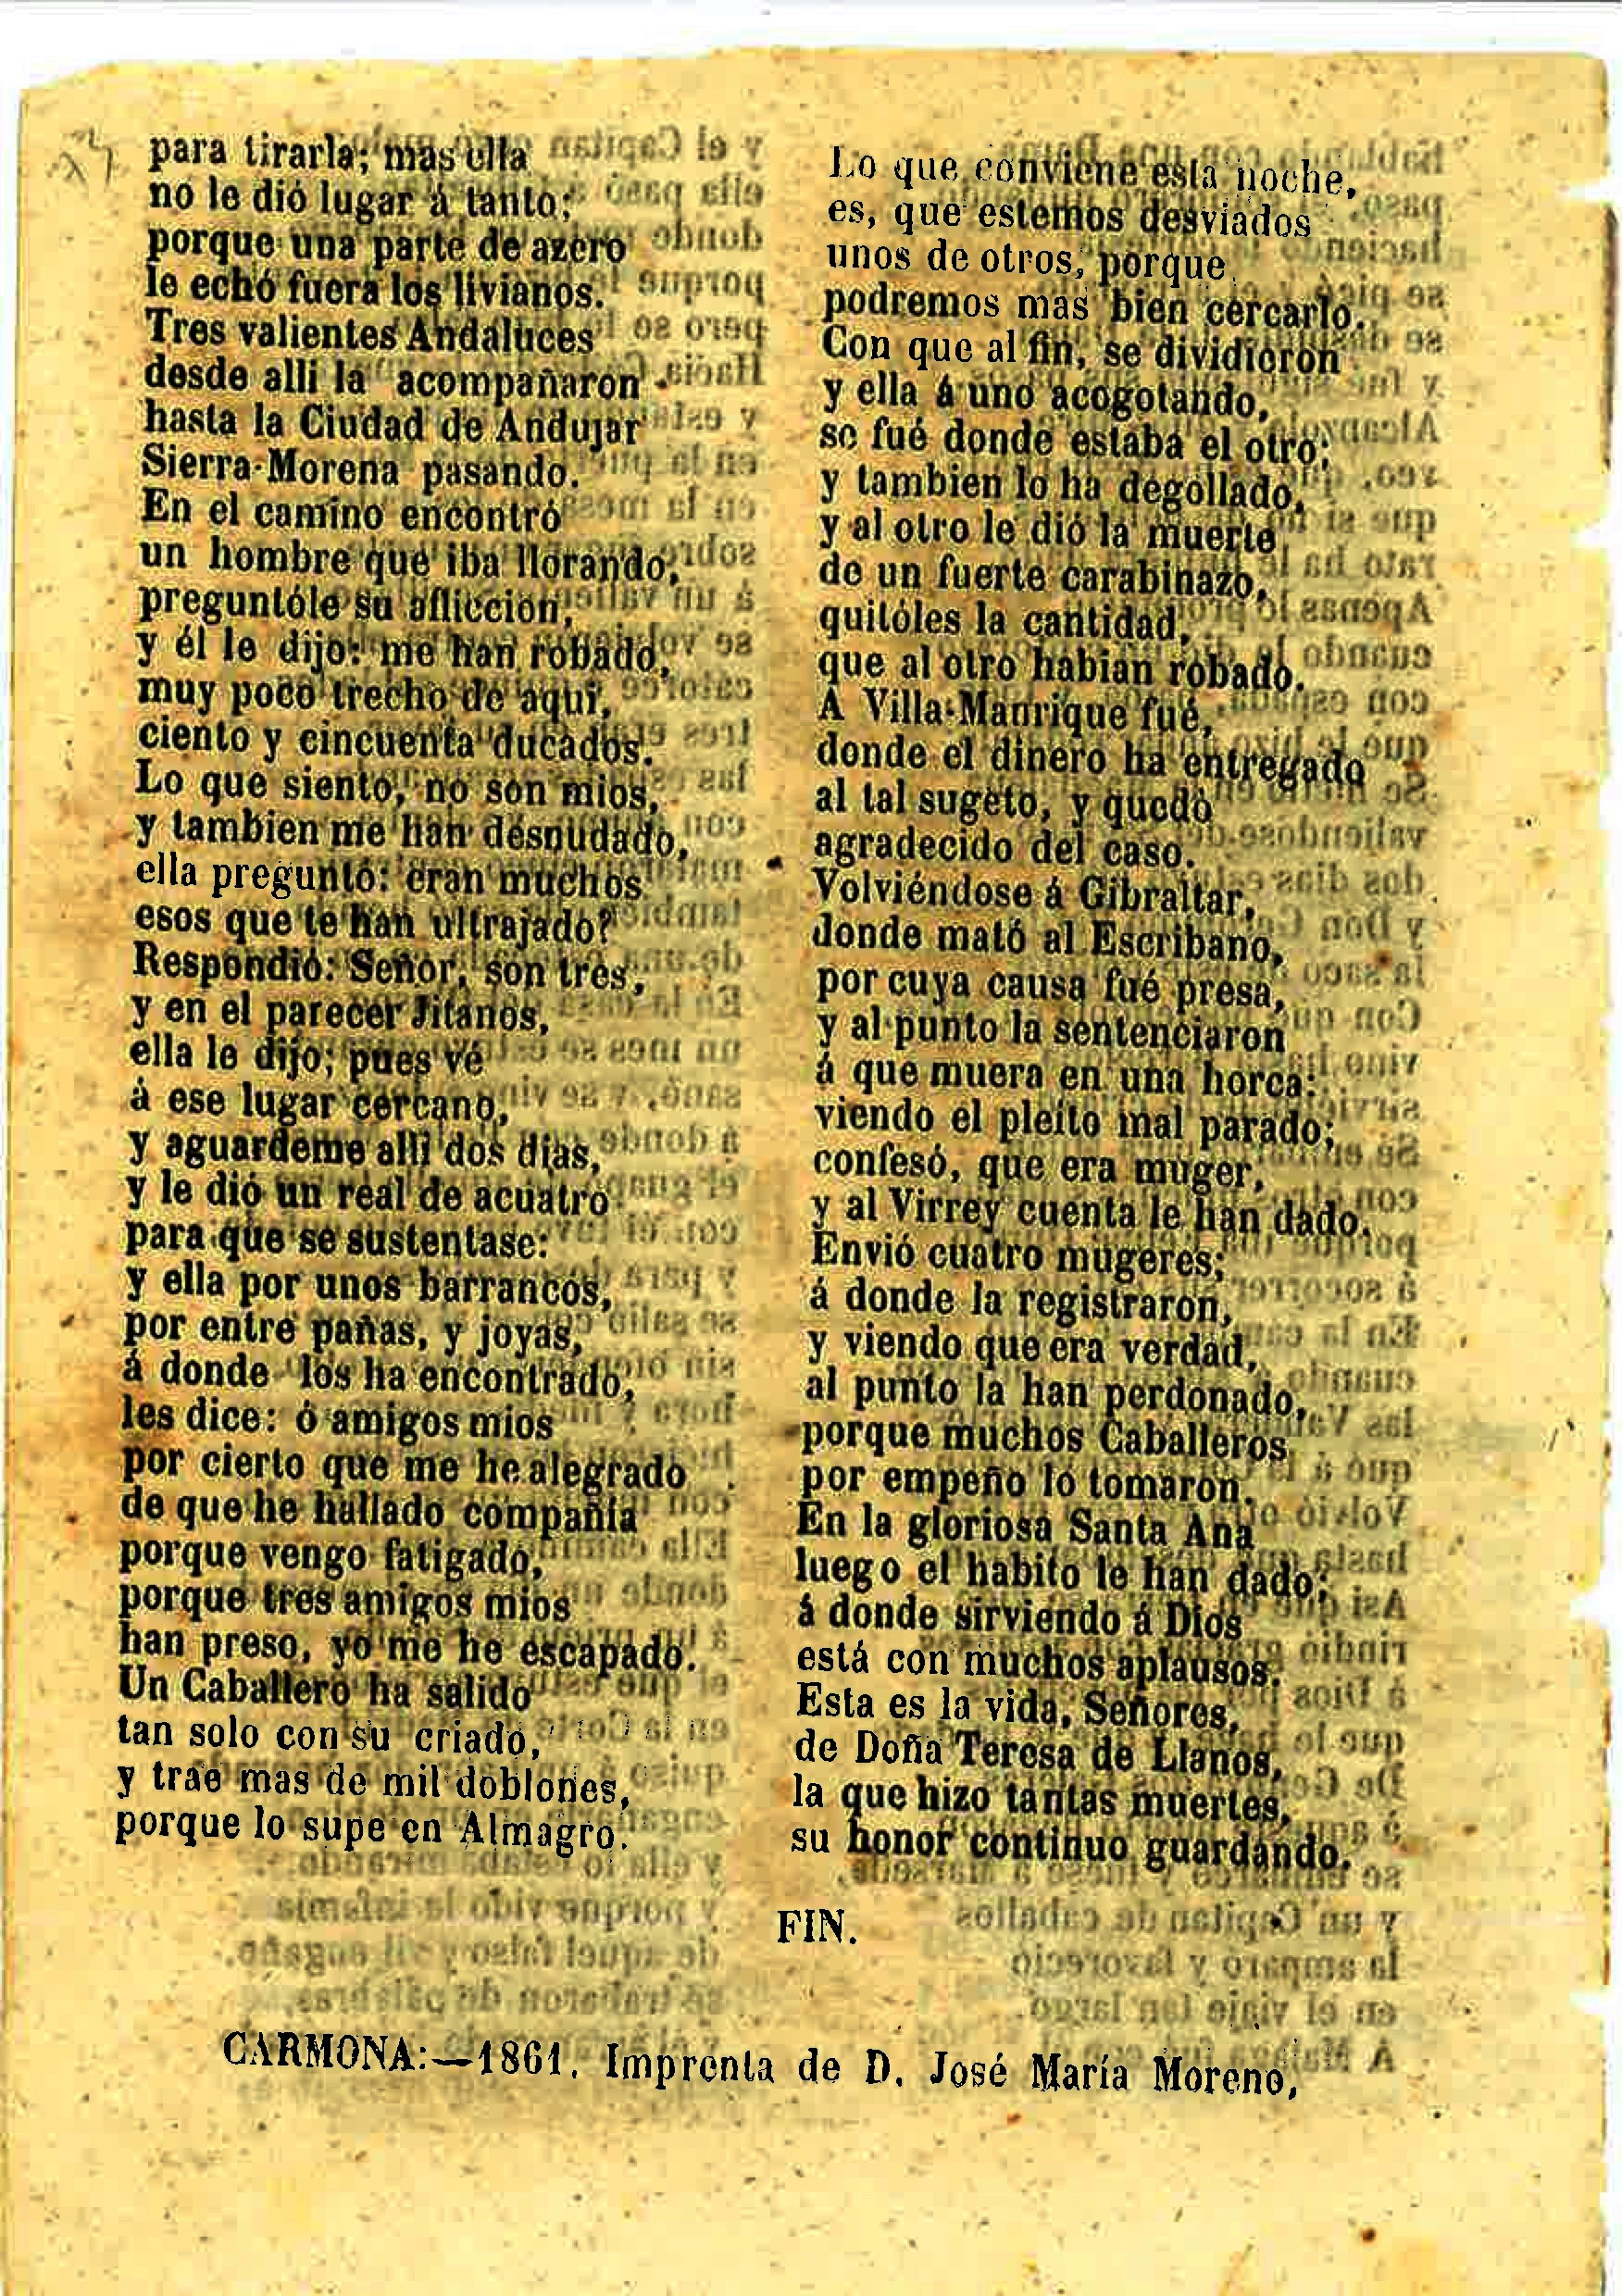 para tirarla; mas ella
no le dió lugar á tanto;
porque una parte de azero
le echó fuera los livianos.
Tres valientes Andaluces
desde alli la acompañaron
hasta la Ciudad de Andujar
Sierra-Morena pasando.
En el camino encontró
un hombre que iba llorando,
preguntóle su afliccion,
y él le dijo: me han robado,
muy poco trecho de aqui,
ciento y cincuenta ducados.
Lo que siento, no son mios,
y tambien me han desnudado,
ella preguntó: eran muchos
esos que te han ultrajado?
Respondió: Señor, son tres,
y en el parecer Jitanos,
ella le dijo; pues vé
á ese lugar cercano,
y aguardeme alli dos dias,
y le dió un real de acuatro
para que se sustentase:
y ella por unos barrancos,
por entre pañas, y joyas,
á donde los ha encontrado,
les dice: ó amigos mios
por cierto que me he alegrado
de que he hallado compañia
porque vengo fatigado,
porque tres amigos mios
han preso, yo me he escapado.
Un Caballero ha salido
tan solo con su criado,
y trae mas de mil doblones,
porque lo supe en Almagro.
Lo que conviene esta noche,
es, que estemos desviados
unos de otros, porque
podremos mas bien cercarlo.
Con que al fin, se dividieron
y ella á uno acogotando,
se fué donde estaba el otro;
y tambien lo ha degollado,
y al otro le dió la muerte
de un fuerte carabinazo,
quitóles la cantidad,
que al otro habian robado.
A Villa-Manrique fué,
donde el dinero ha entregado
al tal sugeto, y quedó
agradecido del caso.
Volviéndose á Gibraltar,
donde mató al Escribano,
por cuya causa fué presa,
y al punto la sentenciaron
á que muera en una horca:
viendo el pleito mal parado;
confesó, que era muger,
y al Virrey cuenta le han dado.
Envió cuatro mugeres;
á donde la registraron,
y viendo que era verdad,
al punto la han perdonado,
porque muchos Caballeros
por empeño lo tomaron.
En la gloriosa Santa Ana
luego el habito le han dado;
á donde sirviendo á Dios
está con muchos aplausos.
Esta es la vida, Señores,
de Doña Teresa de Llanos,
la que hizo tantas muertes,
su honor continuo guardando.
FIN.
CARMONA:—1861. Imprenta de D. José María Moreno,